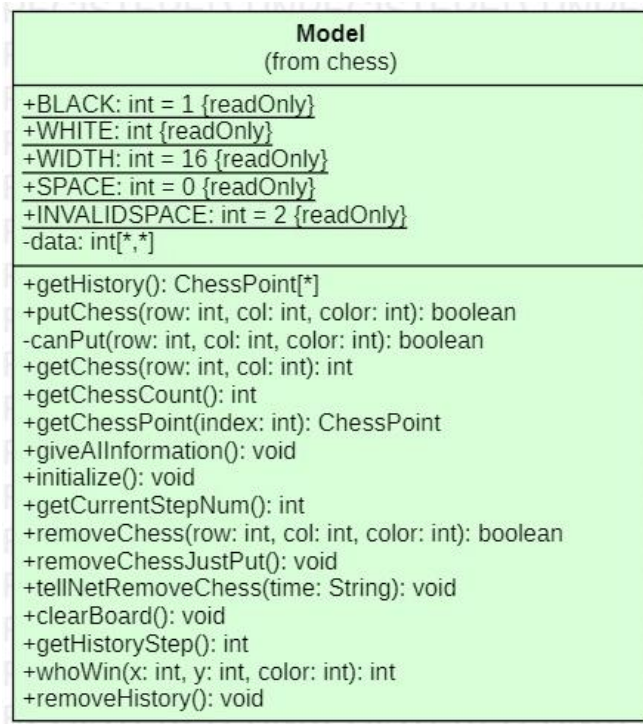 Model
(from chess)
+BLACK: int = 1 {readOnly}
+WHITE: int {readOnly}
+WIDTH: int = 16 {readOnly}
+SPACE: int = 0 {readOnly}
+INVALIDSPACE: int = 2 {readOnly}
-data: int[*,*]
+getHistory(): ChessPoint[*]
+putChess(row: int, col: int, color: int): boolean
-canPut(row: int, col: int, color: int): boolean
+getChess(row: int, col: int): int
+getChessCount(): int
+getChessPoint(index: int): ChessPoint
+giveAIInformation(): void
+initialize(): void
+getCurrentStepNum(): int
+removeChess(row: int, col: int, color: int): boolean
+removeChessJustPut(): void
+tellNetRemoveChess(time: String): void
+clearBoard(): void
+getHistoryStep(): int
+whoWin(x: int, y: int, color: int): int
+removeHistory(): void